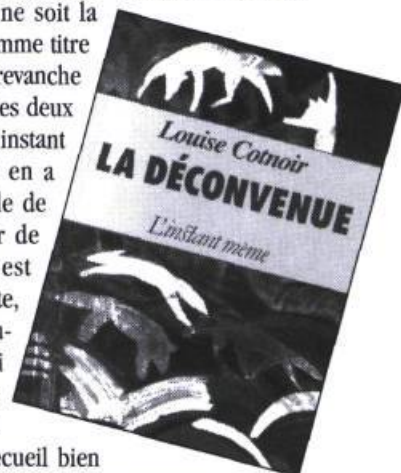 ne soit la
mme titre
revanche
es deux
instant
en a
le de
r de
est
te,
n-
i
ecueil bien
Louise Cotnoir
LA DÉCONVENUE
L'instant même